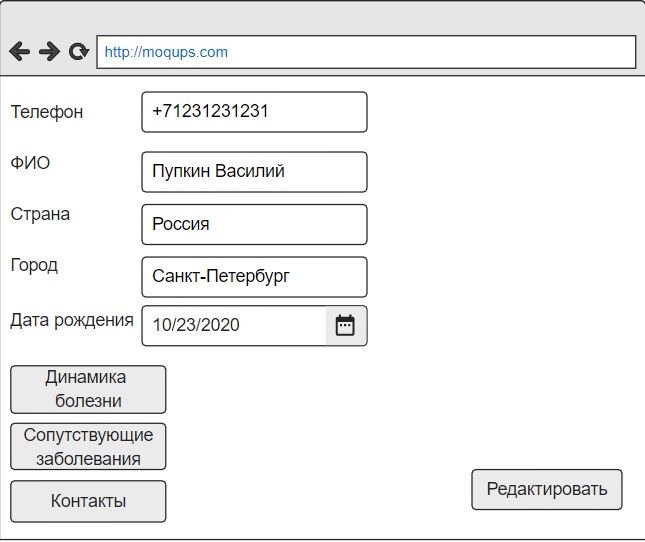 http://moqups.com
Телефон +71231231231
ФИО Пупкин Василий
Страна Россия
Город Санкт-Петербург
Дата рождения 10/23/2020
Динамика
болезни
Сопутствующие
заболевания
Контакты
Редактировать